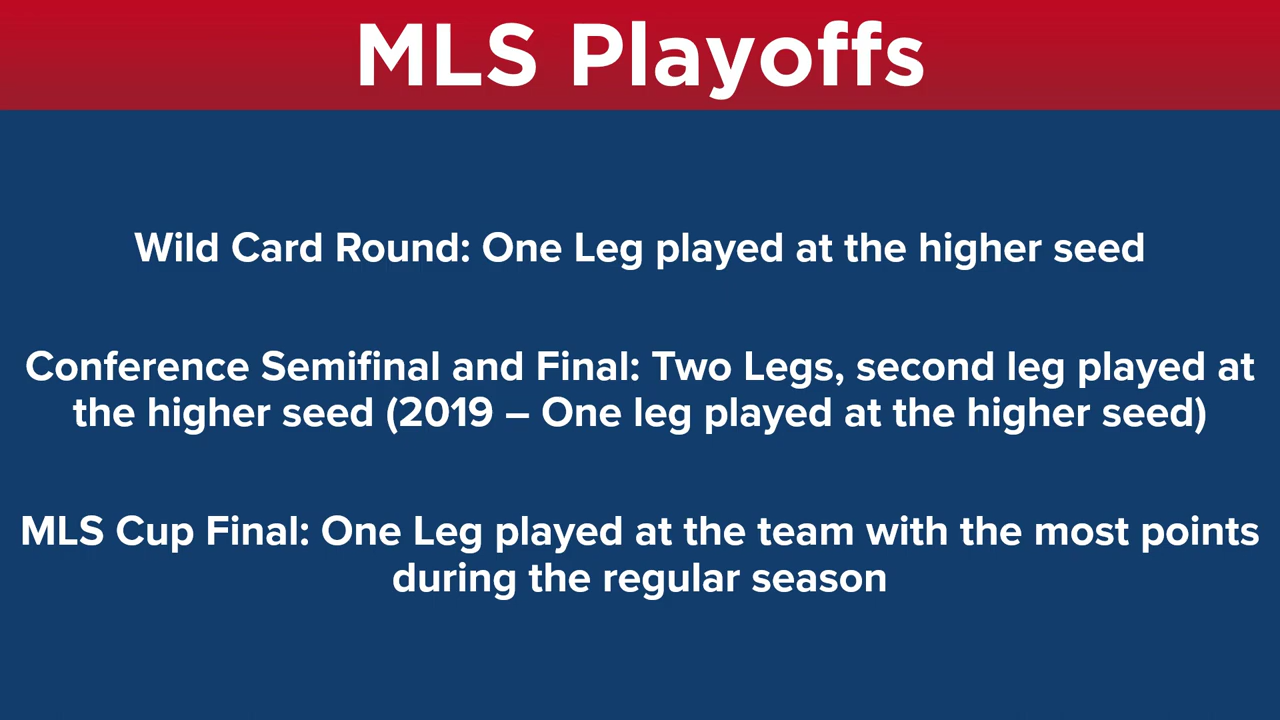 MLS Playoffs
Wild Card Round: One Leg played at the higher seed
Conference Semifinal and Final: Two Legs, second leg played at
the higher seed (2019 – One leg played at the higher seed)
MLS Cup Final: One Leg played at the team with the most points
during the regular season